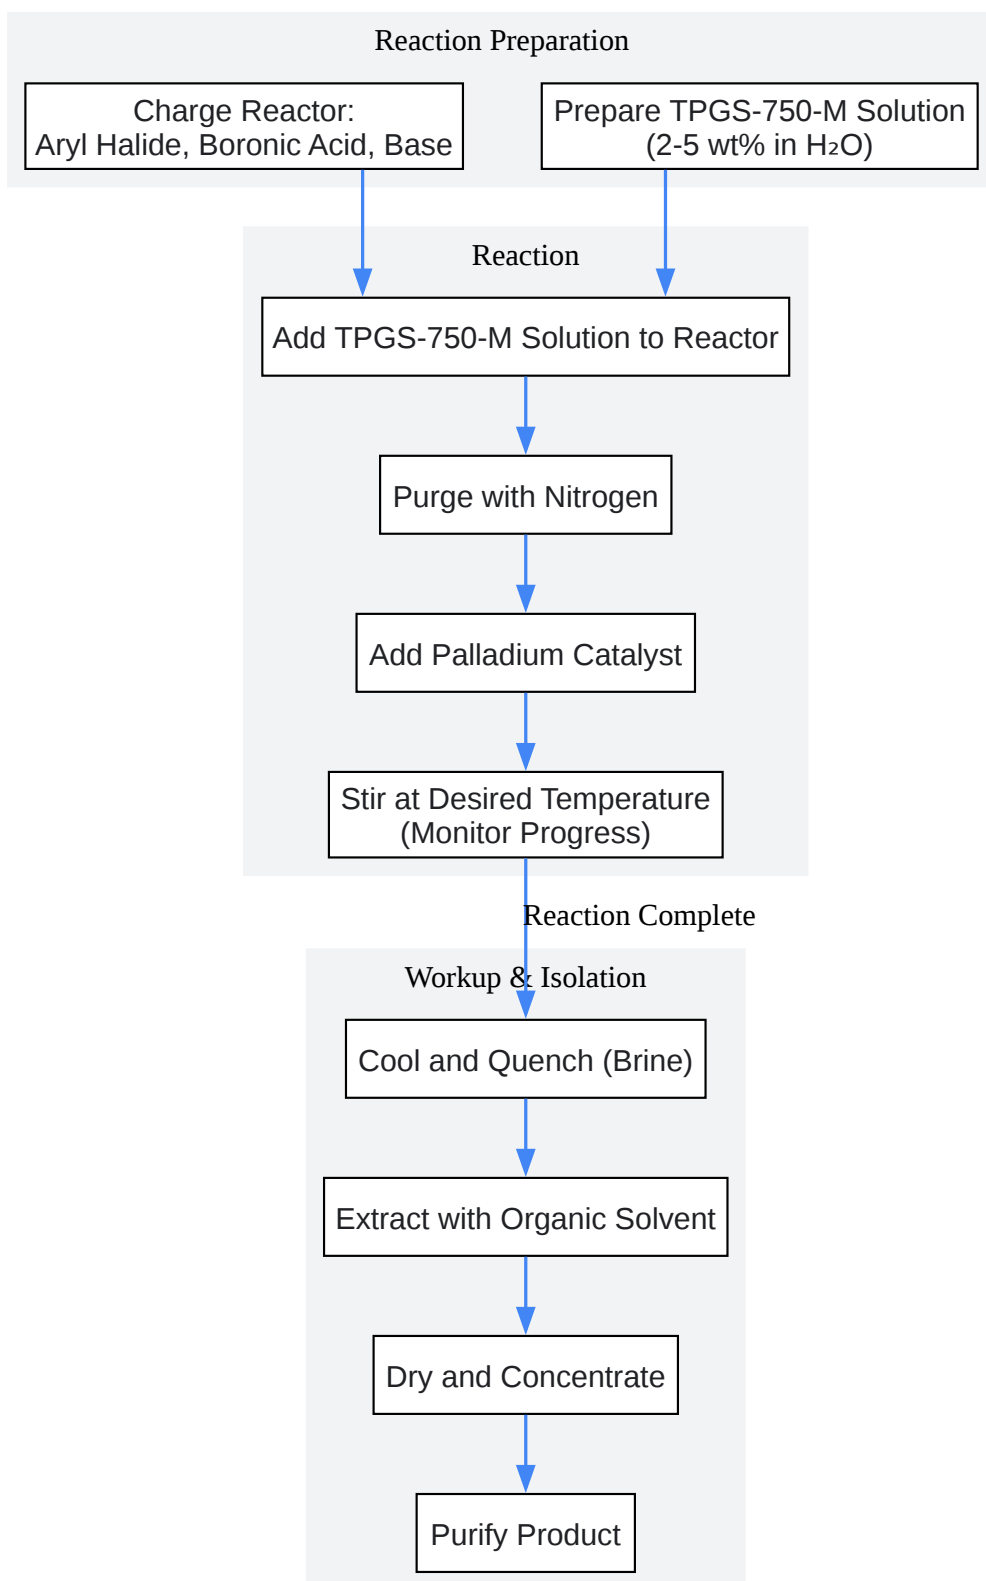 Reaction Preparation
Charge Reactor:
Aryl Halide, Boronic Acid, Base
Prepare TPGS-750-M Solution
(2-5 wt% in H₂O)
Reaction
Add TPGS-750-M Solution to Reactor
Purge with Nitrogen
Add Palladium Catalyst
Stir at Desired Temperature
(Monitor Progress)
Reaction Complete
Workup & Isolation
Cool and Quench (Brine)
Extract with Organic Solvent
Dry and Concentrate
Purify Product